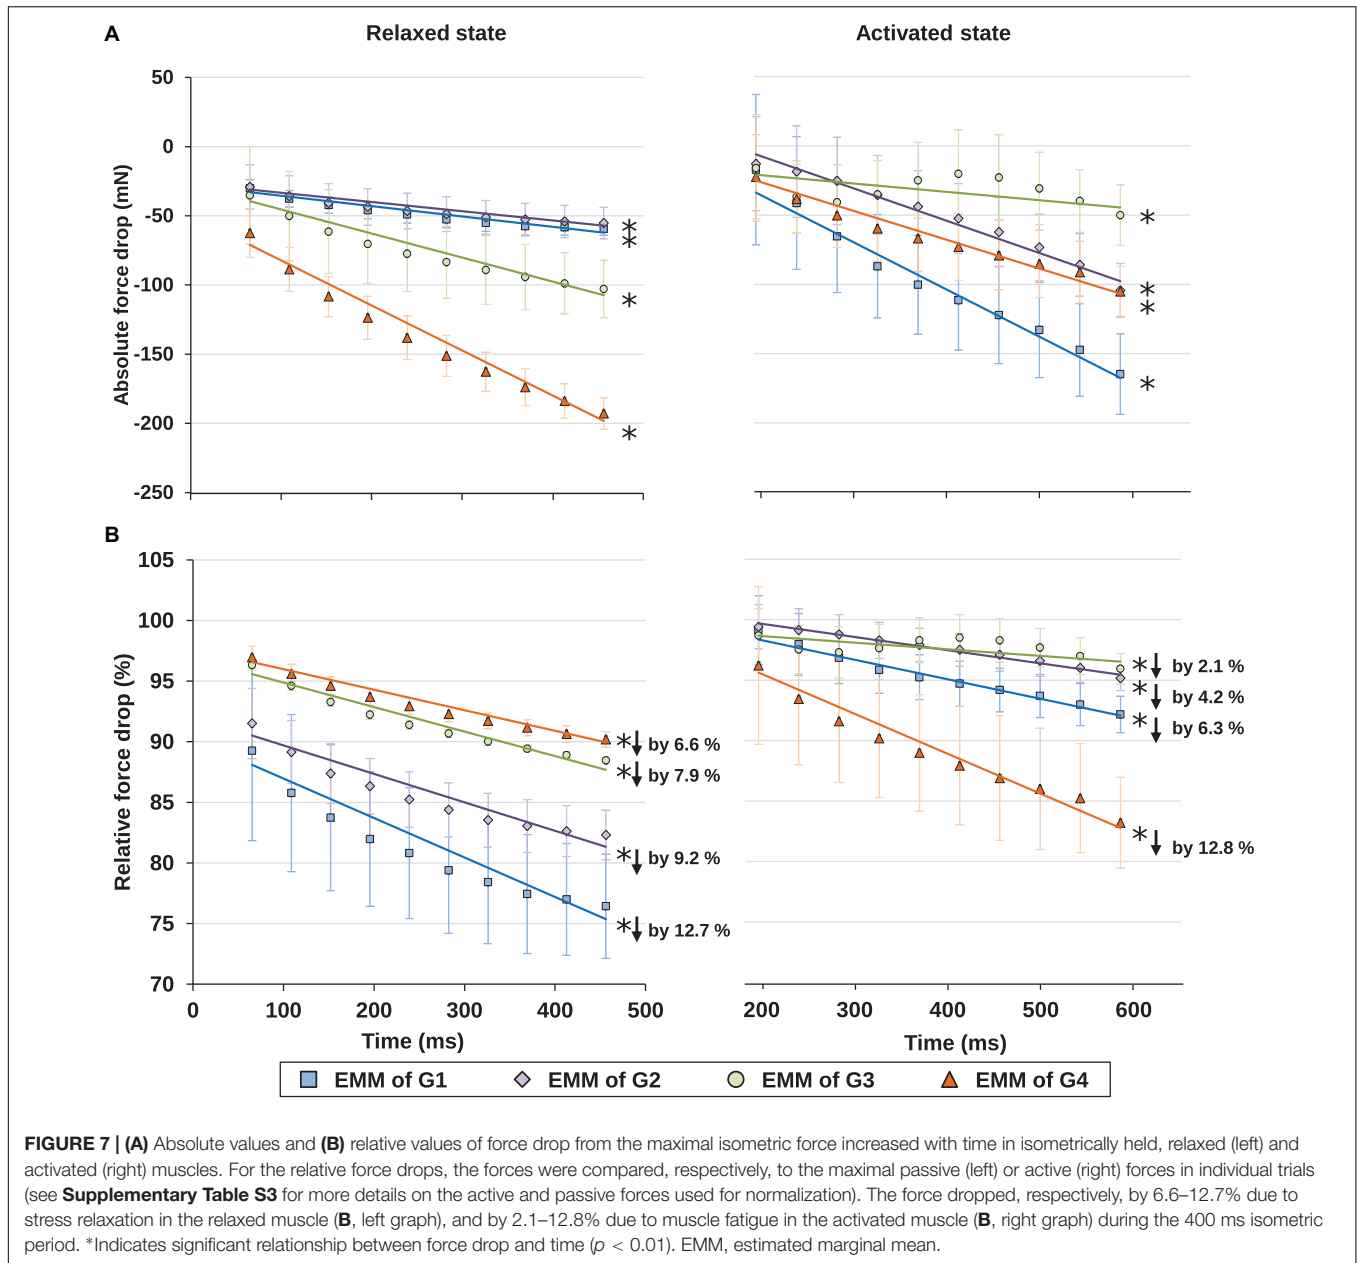 A
Relaxed state
Activated state
Absolute force drop (mN)
50
0
-50
-100
-150
-200
-250
*
*
*
*
*
*
*
*
B
Relative force drop (%)
105
100
95
90
85
80
75
70
* by 6.6 %
* by 7.9 %
* by 9.2 %
* by 12.7 %
* by 2.1 %
* by 4.2 %
* by 6.3 %
* by 12.8 %
0 100 200 300 400 500
200 300 400 500 600
Time (ms)
Time (ms)
EMM of G1 EMM of G2 EMM of G3 EMM of G4
FIGURE 7 | (A) Absolute values and (B) relative values of force drop from the maximal isometric force increased with time in isometrically held, relaxed (left) and
activated (right) muscles. For the relative force drops, the forces were compared, respectively, to the maximal passive (left) or active (right) forces in individual trials
(see Supplementary Table S3 for more details on the active and passive forces used for normalization). The force dropped, respectively, by 6.6–12.7% due to
stress relaxation in the relaxed muscle (B, left graph), and by 2.1–12.8% due to muscle fatigue in the activated muscle (B, right graph) during the 400 ms isometric
period. *Indicates significant relationship between force drop and time (p < 0.01). EMM, estimated marginal mean.